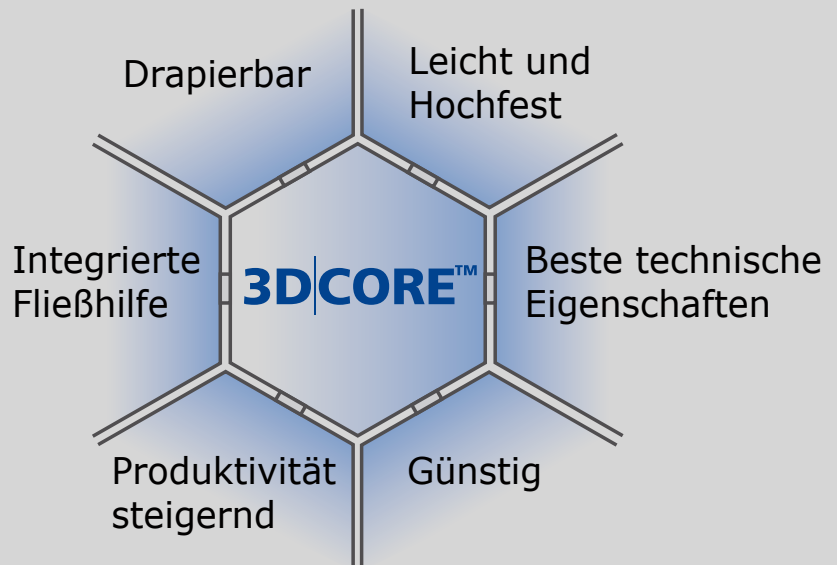 Drapierbar
Leicht und
Hochfest
Integrierte
Fließhilfe
3D|CORE™
Beste technische
Eigenschaften
Produktivität
steigernd
Günstig